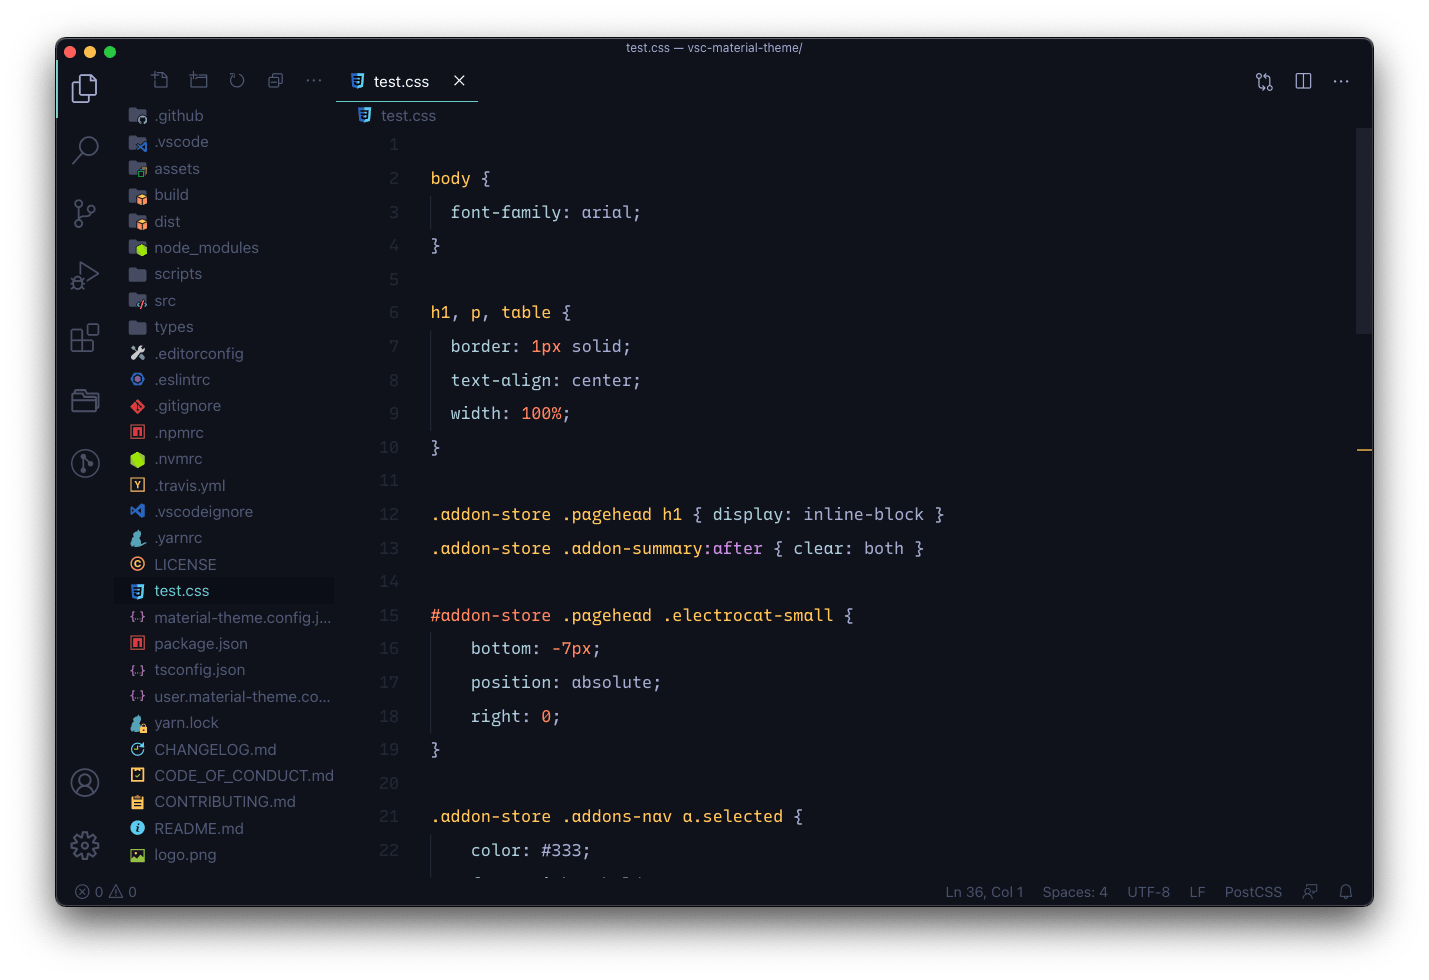 test.css — vsc-material-theme/
test.css
test.css
.github
.vscode
assets
build
dist
node_modules
scripts
src
types
.editorconfig
.eslintrc
.gitignore
.npmrc
.nvmrc
.travis.yml
.vscodeignore
.yarnrc
LICENSE
test.css
material-theme.config.j...
package.json
tsconfig.json
user.material-theme.co...
yarn.lock
CHANGELOG.md
CODE_OF_CONDUCT.md
CONTRIBUTING.md
README.md
logo.png
1
2 body {
3 font-family: arial;
4 }
5
6 h1, p, table {
7 border: 1px solid;
8 text-align: center;
9 width: 100%;
10 }
11
12 .addon-store .pagehead h1 { display: inline-block }
13 .addon-store .addon-summary:after { clear: both }
14
15 #addon-store .pagehead .electrocat-small {
16 bottom: -7px;
17 position: absolute;
18 right: 0;
19 }
20
21 .addon-store .addons-nav a.selected {
22 color: #333;
0 0
Ln 36, Col 1 Spaces: 4 UTF-8 LF PostCSS